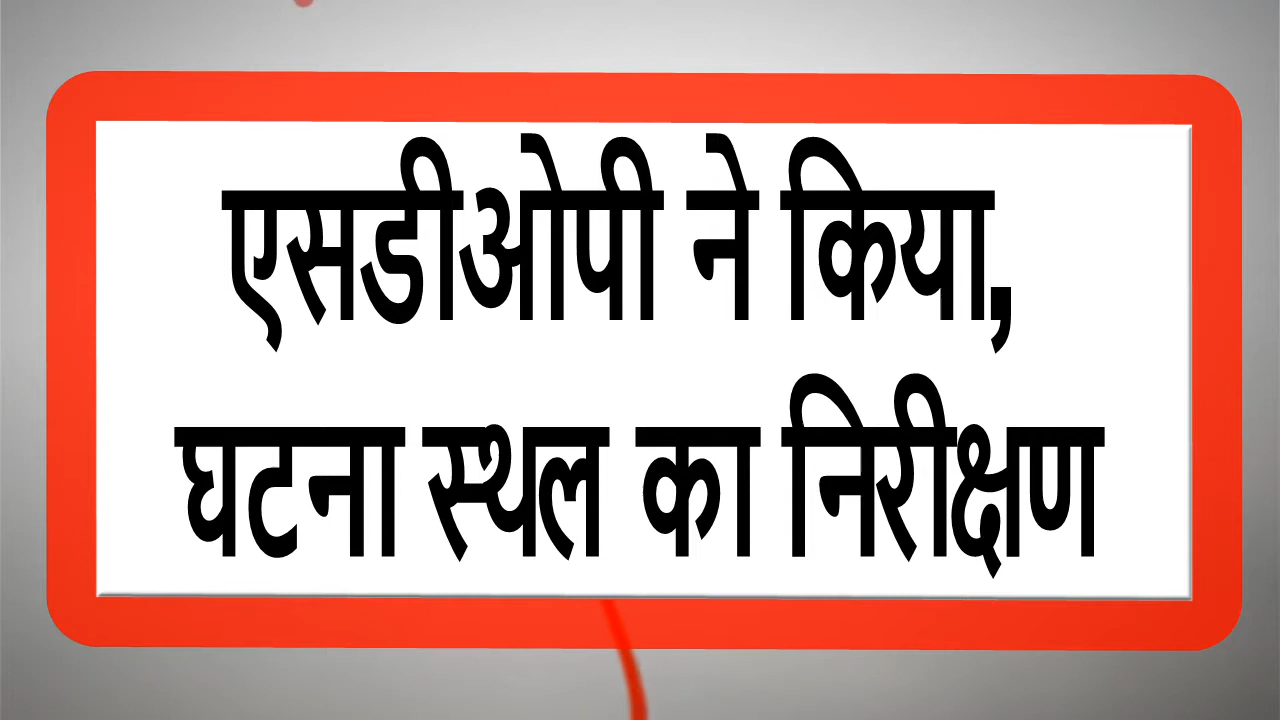 एसडीओपी ने किया,
घटना स्थल का निरीक्षण